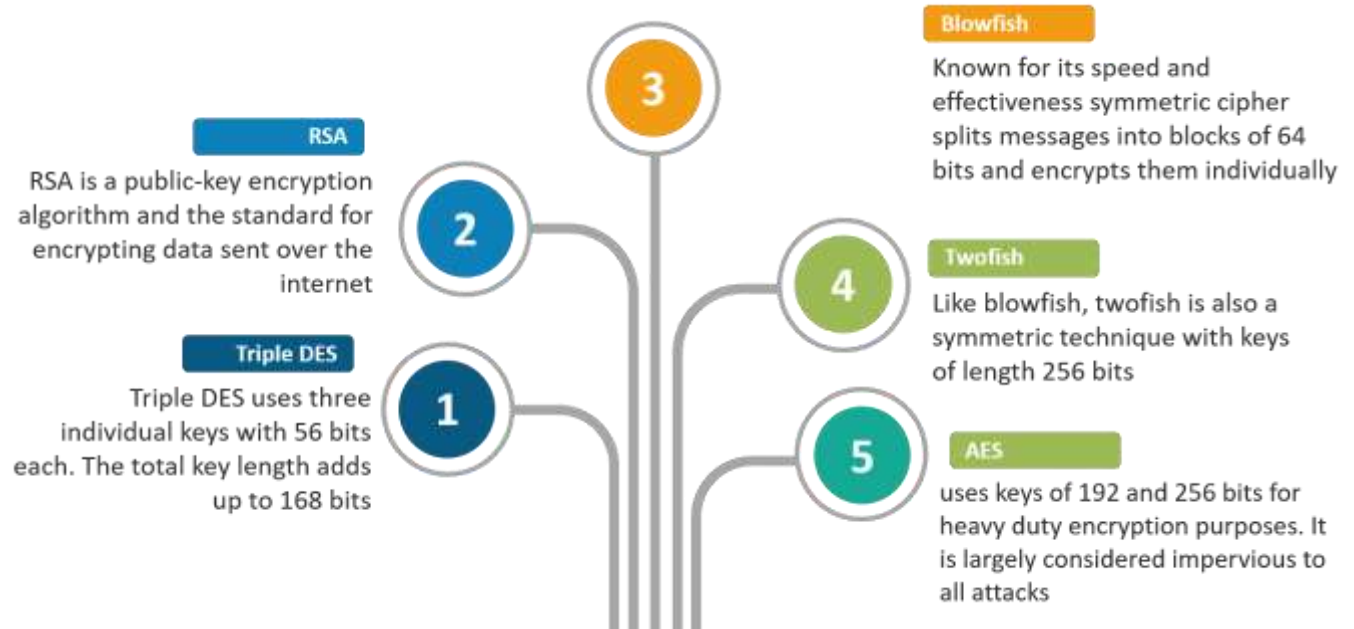 1
Triple DES
Triple DES uses three
individual keys with 56 bits
each. The total key length adds
up to 168 bits
2
RSA
RSA is a public-key encryption
algorithm and the standard for
encrypting data sent over the
internet
3
Blowfish
Known for its speed and
effectiveness symmetric cipher
splits messages into blocks of 64
bits and encrypts them individually
4
Twofish
Like blowfish, twofish is also a
symmetric technique with keys
of length 256 bits
5
AES
uses keys of 192 and 256 bits for
heavy duty encryption purposes. It
is largely considered impervious to
all attacks